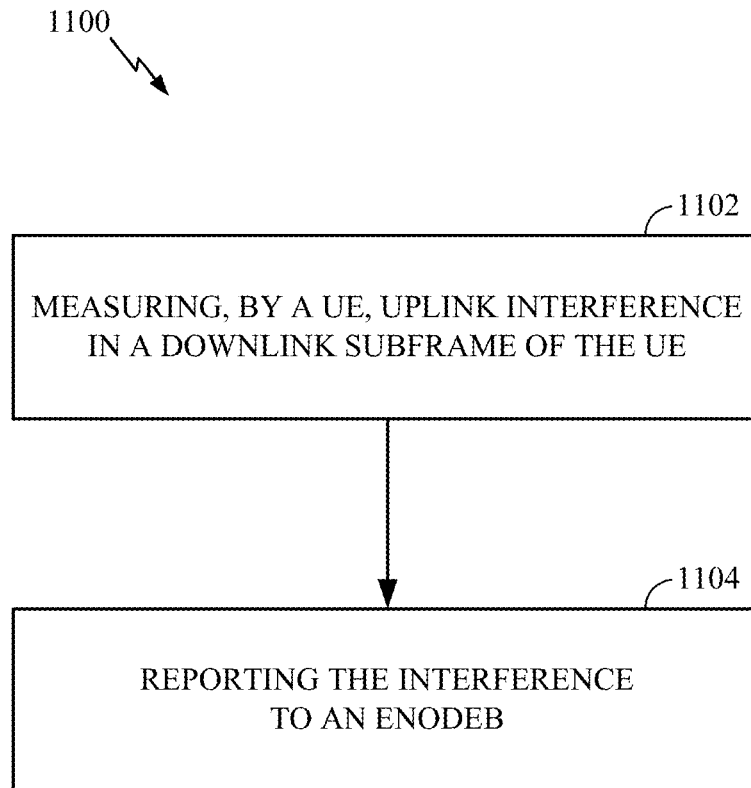 1100
1102
MEASURING, BY A UE, UPLINK INTERFERENCE
IN A DOWNLINK SUBFRAME OF THE UE
1104
REPORTING THE INTERFERENCE
TO AN ENODEB